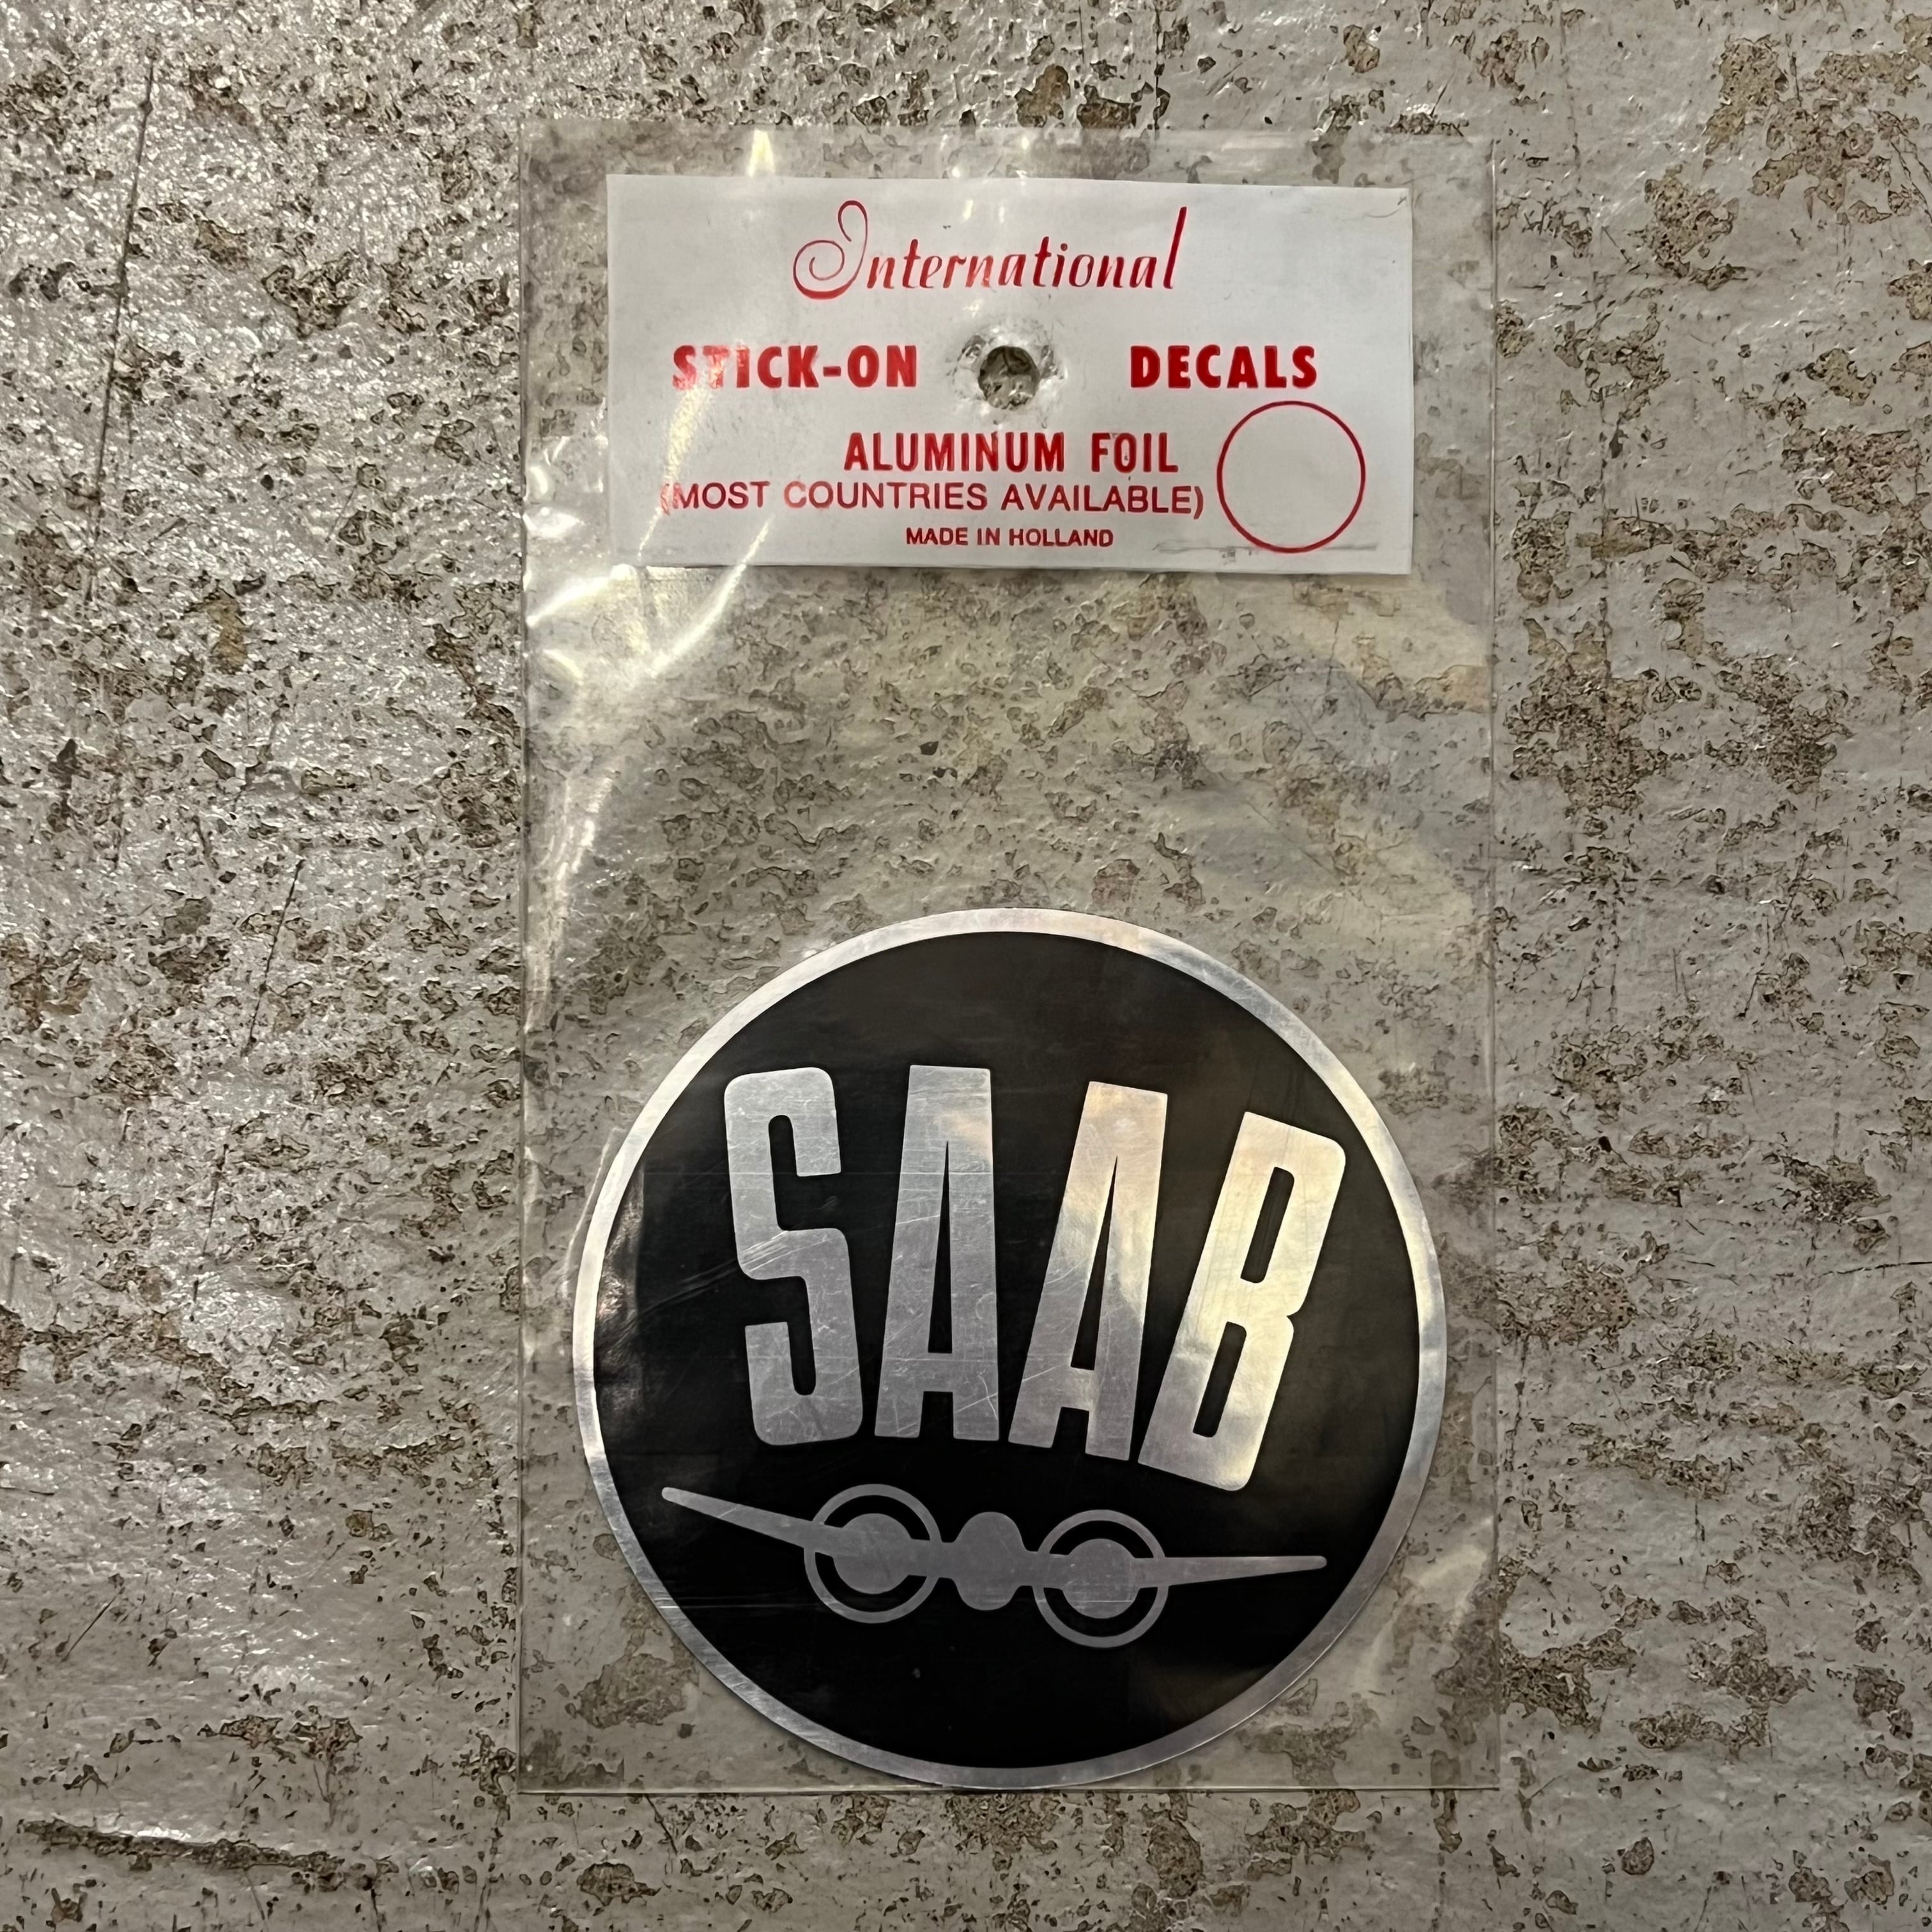 International
STICK-ON DECALS
ALUMINUM FOIL
(MOST COUNTRIES AVAILABLE)
MADE IN HOLLAND
SAAB